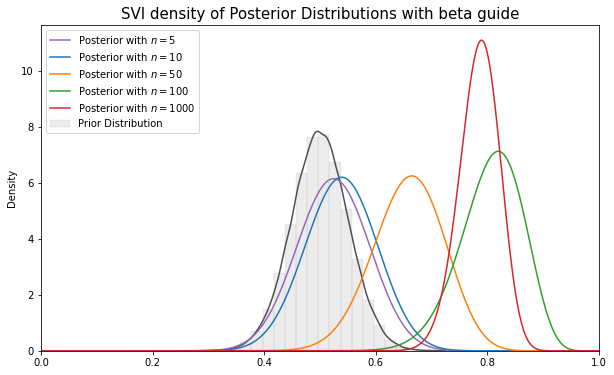 SVI density of Posterior Distributions with beta guide
Posterior with n = 5
Posterior with n = 10
Posterior with n = 50
Posterior with n = 100
Posterior with n = 1000
Prior Distribution
Density
10
8
6
4
2
0
0.0 0.2 0.4 0.6 0.8 1.0